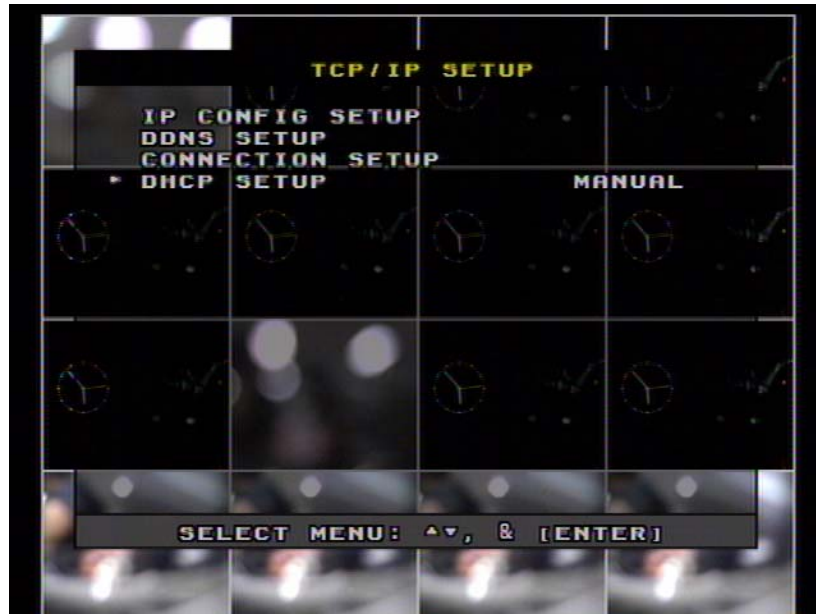 TCP/IP SETUP
IP CONFIG SETUP
DDNS SETUP
CONNECTION SETUP
DHCP SETUP MANUAL
SELECT MENU: ▲▼, & [ENTER]